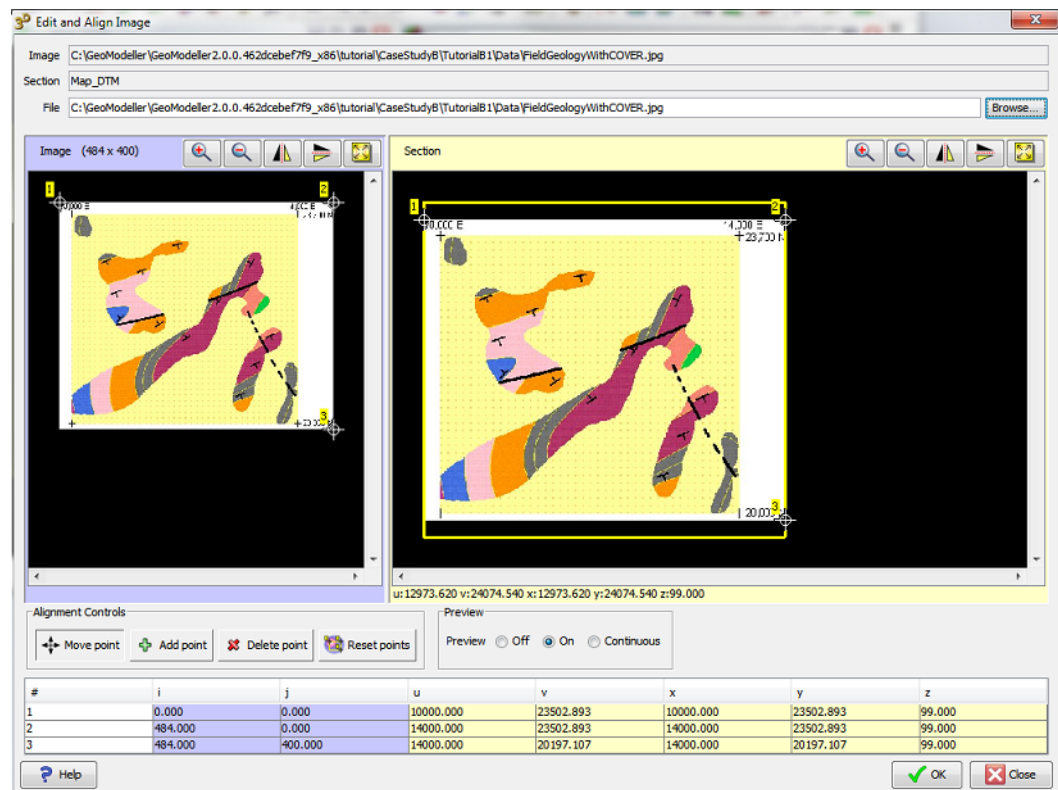 Edit and Align Image
Image C:\GeoModeller\GeoModeller2.0.0.462dcebef7f9_x86\tutorial\CaseStudyB\TutorialB1\Data\FieldGeologyWithCOVER.jpg
Section Map_DTM
File C:\GeoModeller\GeoModeller2.0.0.462dcebef7f9_x86\tutorial\CaseStudyB\TutorialB1\Data\FieldGeologyWithCOVER.jpg Browse...
Image (484 x 400) Section
1 2 1 2
14,000 E
23,700 N
3 20,00 3
u:12973.620 v:24074.540 x:12973.620 y:24074.540 z:99.000
Alignment Controls Preview
Move point Add point Delete point Reset points Preview Off On Continuous
# i j u v x y z
1 0.000 0.000 10000.000 23502.893 10000.000 23502.893 99.000
2 484.000 0.000 14000.000 23502.893 14000.000 23502.893 99.000
3 484.000 400.000 14000.000 20197.107 14000.000 20197.107 99.000
Help OK Close